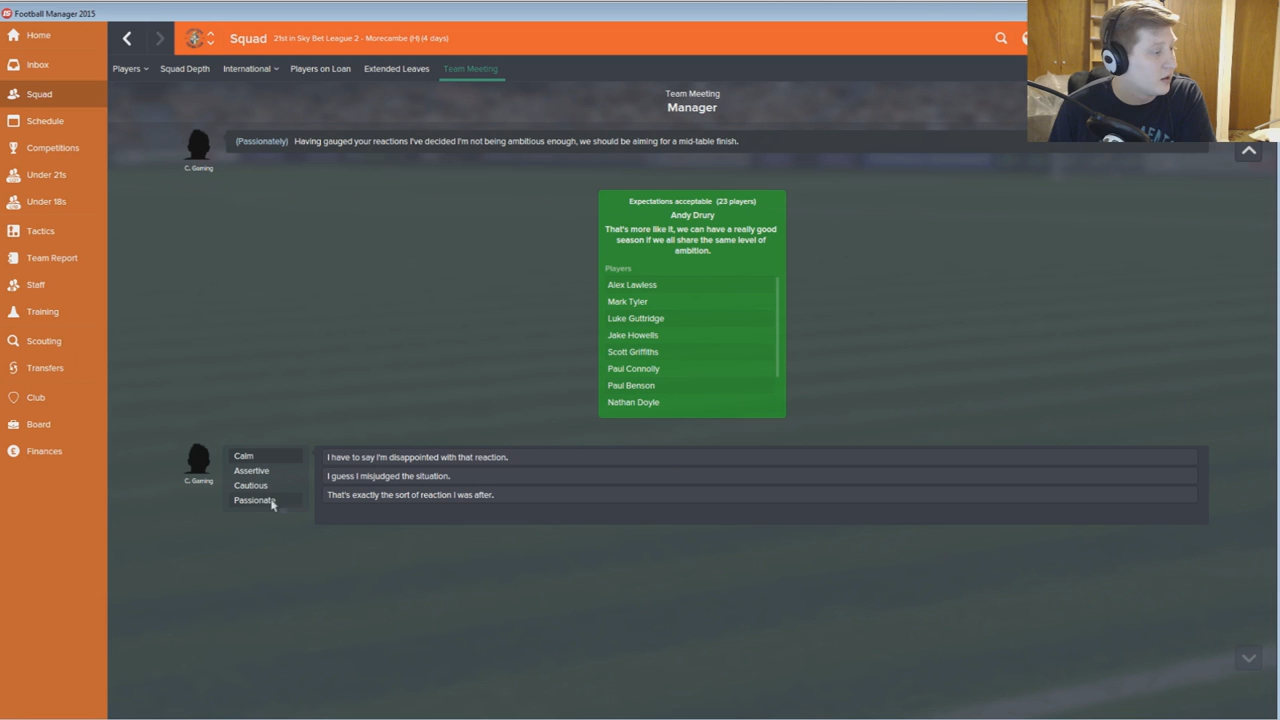 Football Manager 2015
Home
Inbox
Squad
Schedule
Competitions
Under 21s
Under 18s
Tactics
Team Report
Staff
Training
Scouting
Transfers
Club
Board
Finances
Squad 21st in Sky Bet League 2 - Morecambe (H) (4 days)
Players Squad Depth International Players on Loan Extended Leaves Team Meeting
Team Meeting
Manager
(Passionately) Having gauged your reactions I've decided I'm not being ambitious enough, we should be aiming for a mid-table finish.
C. Gaming
Expectations acceptable (23 players)
Andy Drury
That's more like it, we can have a really good
season if we all share the same level of
ambition.
Players
Alex Lawless
Mark Tyler
Luke Guttridge
Jake Howells
Scott Griffiths
Paul Connolly
Paul Benson
Nathan Doyle
C. Gaming
Calm
Assertive
Cautious
Passionate
I have to say I'm disappointed with that reaction.
I guess I misjudged the situation.
That's exactly the sort of reaction I was after.